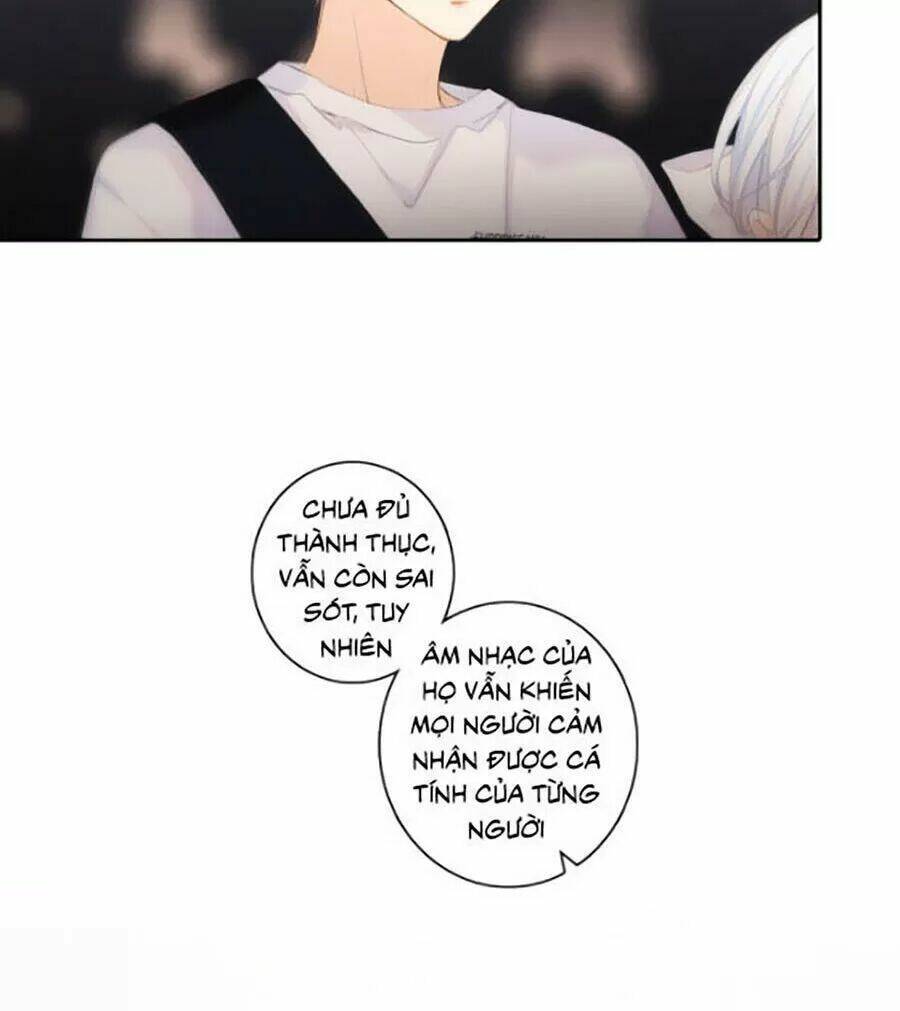 CHƯA ĐỦ
THÀNH THỤC,
VẪN CÒN SAI
SÓT, TUY
NHIÊN
ÂM NHẠC CỦA
HỌ VẪN KHIẾN
MỌI NGƯỜI CẢM
NHẬN ĐƯỢC CÁ
TÍNH CỦA TỪNG
NGƯỜI